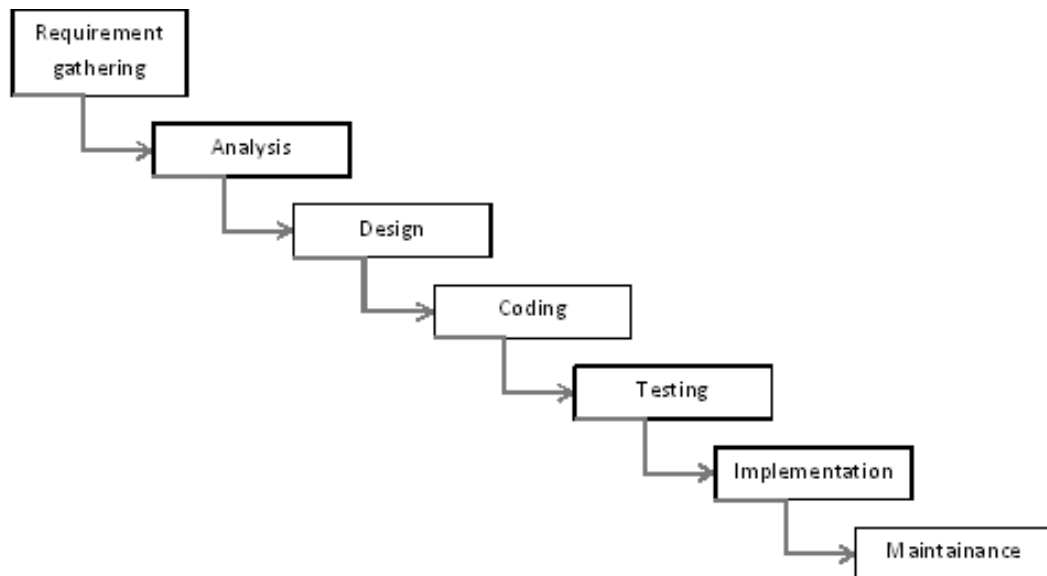 Requirement
gathering
Analysis
Design
Coding
Testing
Implementation
Maintainance